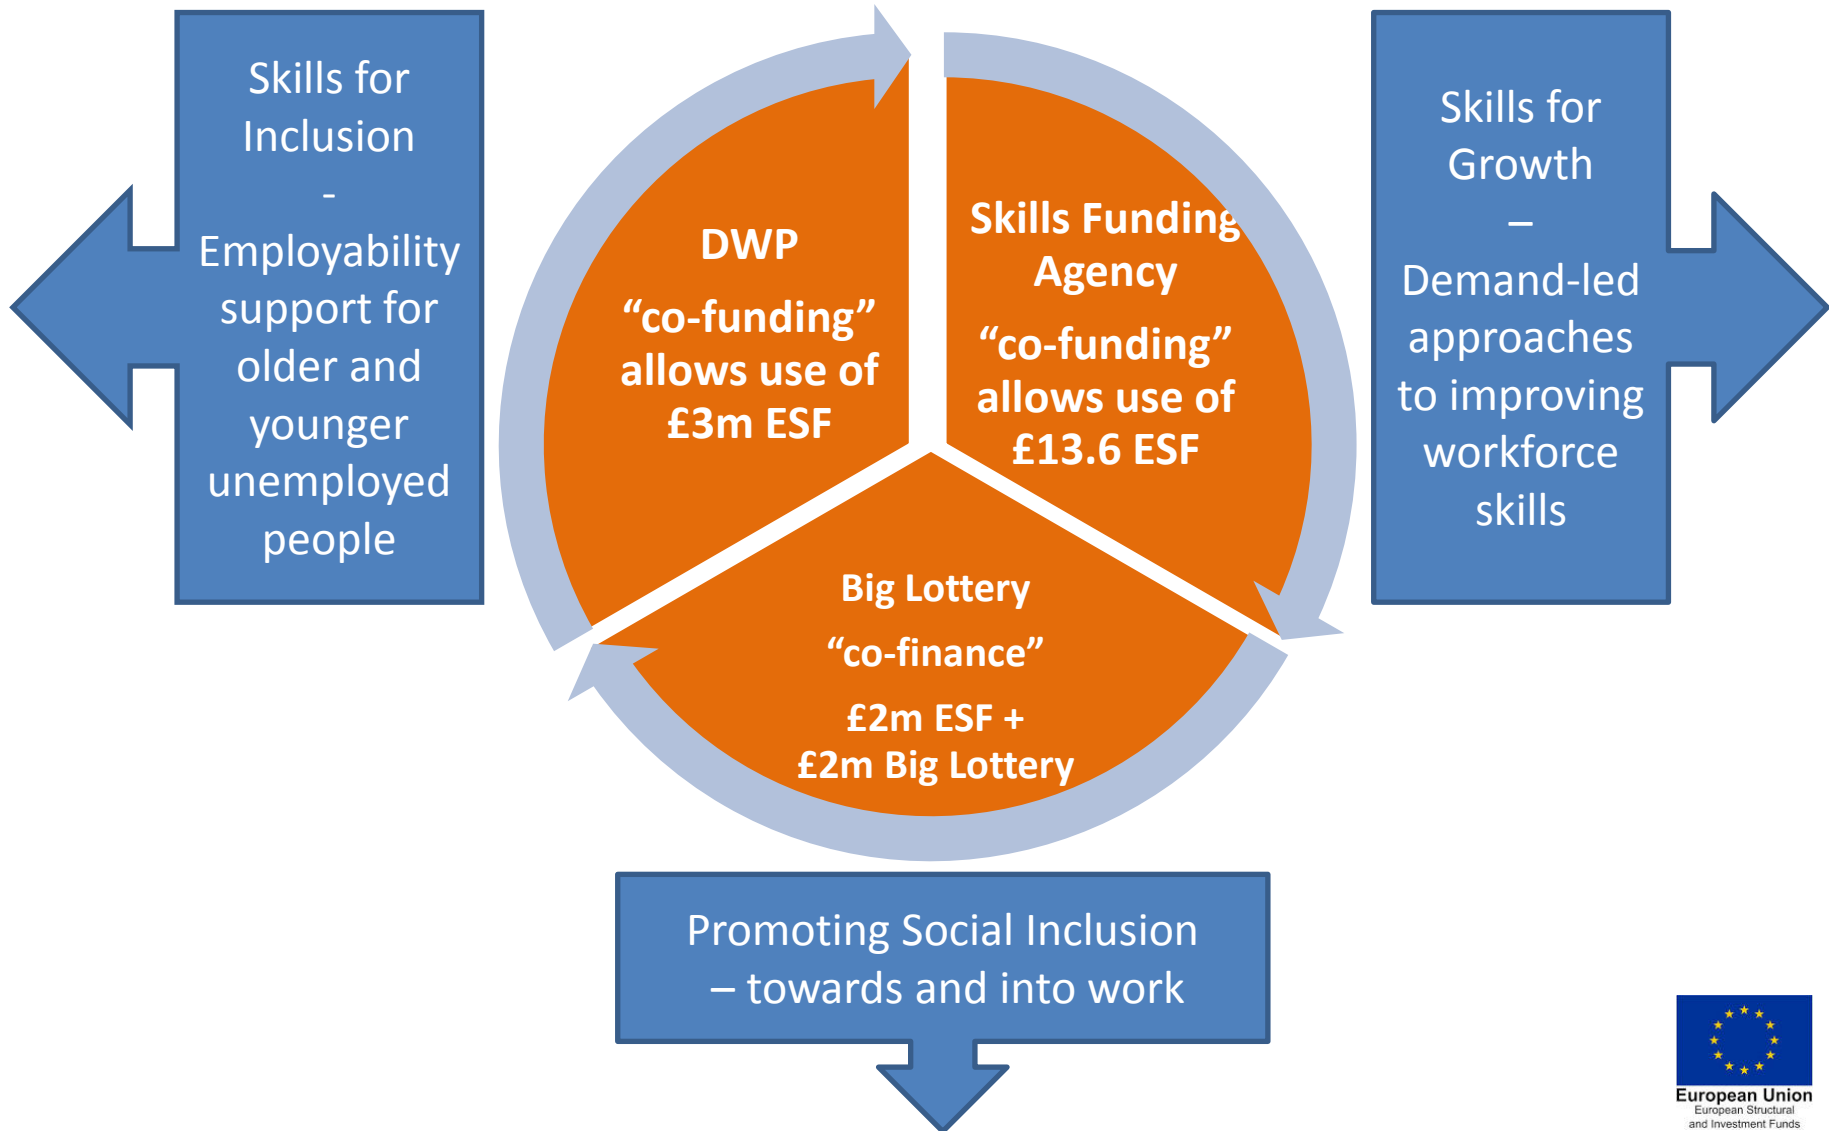 Skills for
Inclusion
-
Employability
support for
older and
younger
unemployed
people
DWP
“co-funding”
allows use of
£3m ESF
Skills Funding
Agency
“co-funding”
allows use of
£13.6 ESF
Skills for
Growth
–
Demand-led
approaches
to improving
workforce
skills
Big Lottery
“co-finance”
£2m ESF +
£2m Big Lottery
Promoting Social Inclusion
– towards and into work
European Union
European Structural
and Investment Funds